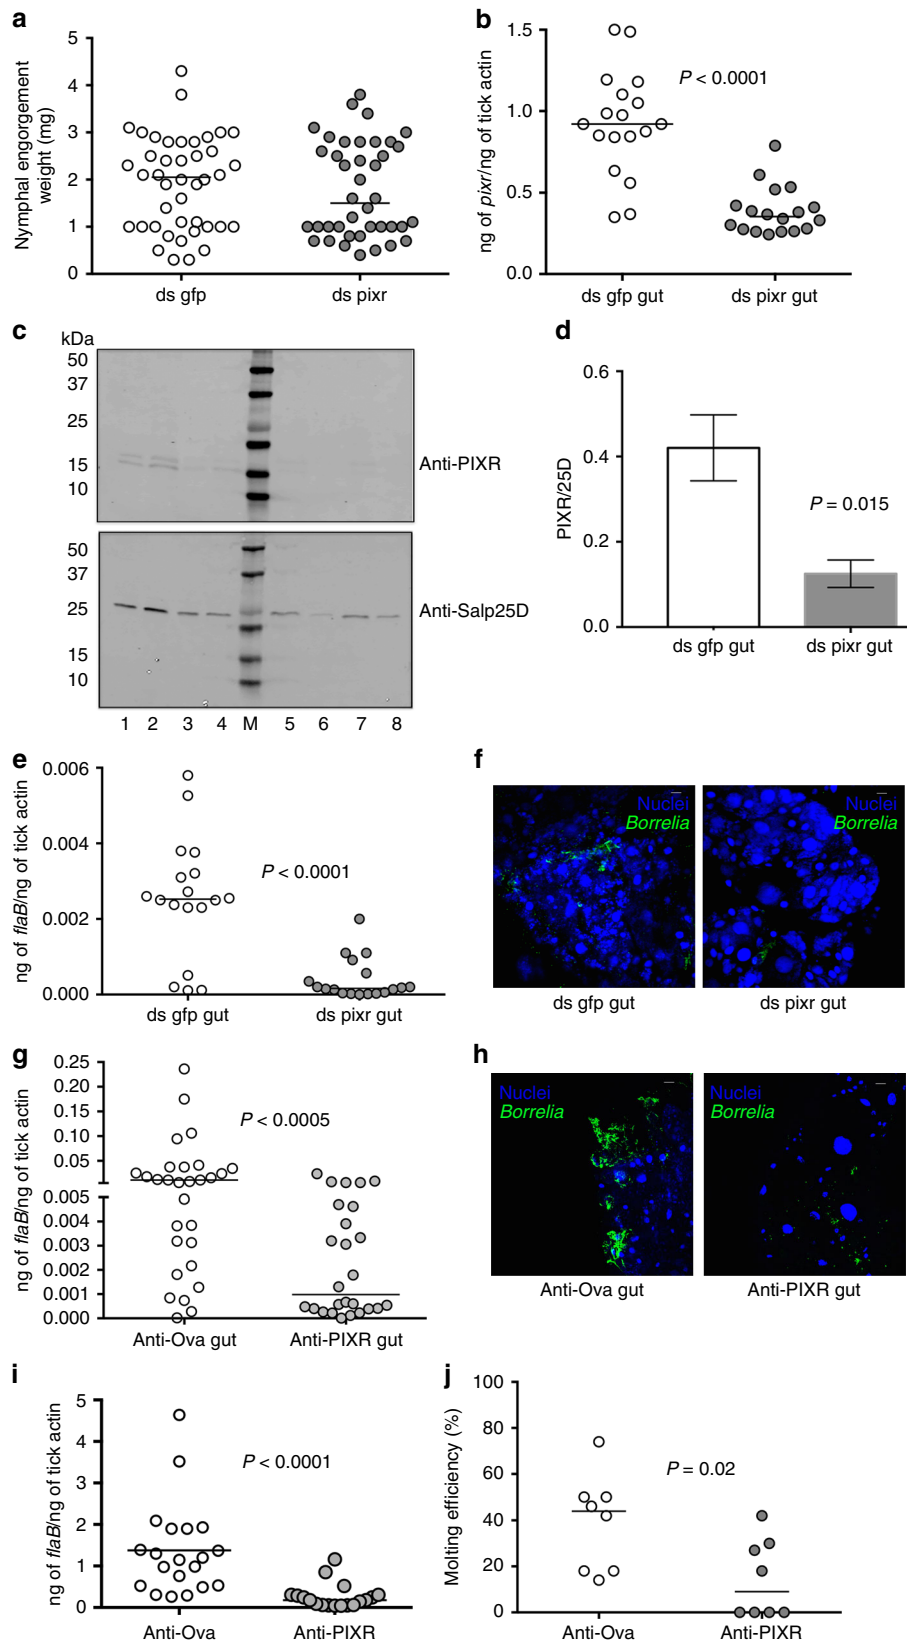 a
Nymphal engorgement
weight (mg)
5
4
3
2
1
0
ds gfp
ds pixr
b
ng of pixr/ng of tick actin
1.5
1.0
0.5
0.0
P < 0.0001
ds gfp gut
ds pixr gut
c
kDa
50
37
25
15
10
Anti-PIXR
50
37
25
15
10
Anti-Salp25D
1 2 3 4 M 5 6 7 8
d
PIXR/25D
0.6
0.4
0.2
0.0
P = 0.015
ds gfp gut
ds pixr gut
e
ng of flaB/ng of tick actin
0.006
0.004
0.002
0.000
P < 0.0001
ds gfp gut
ds pixr gut
f
Nuclei
Borrelia
Nuclei
Borrelia
ds gfp gut
ds pixr gut
g
ng of flaB/ng of tick actin
0.25
0.20
0.15
0.10
0.05
0.005
0.004
0.003
0.002
0.001
0.000
P < 0.0005
Anti-Ova gut
Anti-PIXR gut
h
Nuclei
Borrelia
Nuclei
Borrelia
Anti-Ova gut
Anti-PIXR gut
i
ng of flaB/ng of tick actin
5
4
3
2
1
0
P < 0.0001
Anti-Ova
Anti-PIXR
j
Molting efficiency (%)
100
80
60
40
20
0
P = 0.02
Anti-Ova
Anti-PIXR